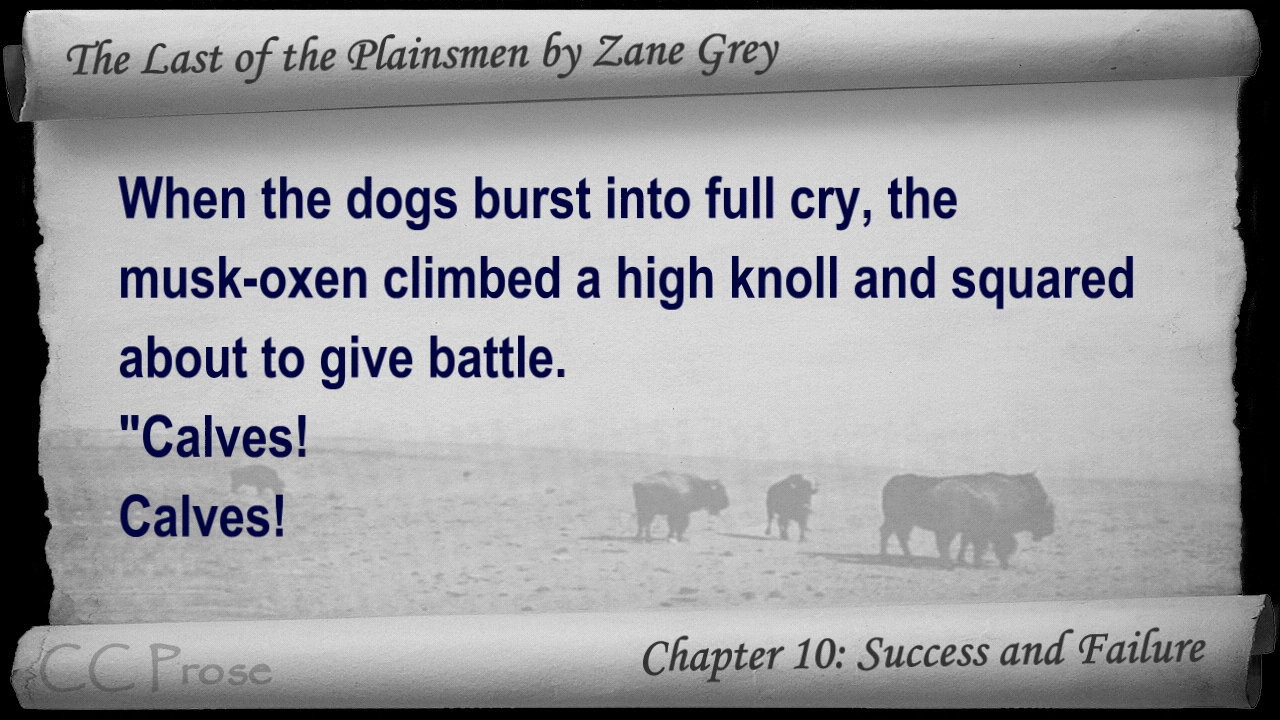 The Last of the Plainsmen by Zane Grey
When the dogs burst into full cry, the
musk-oxen climbed a high knoll and squared
about to give battle.
"Calves!
Calves!
CC Prose
Chapter 10: Success and Failure